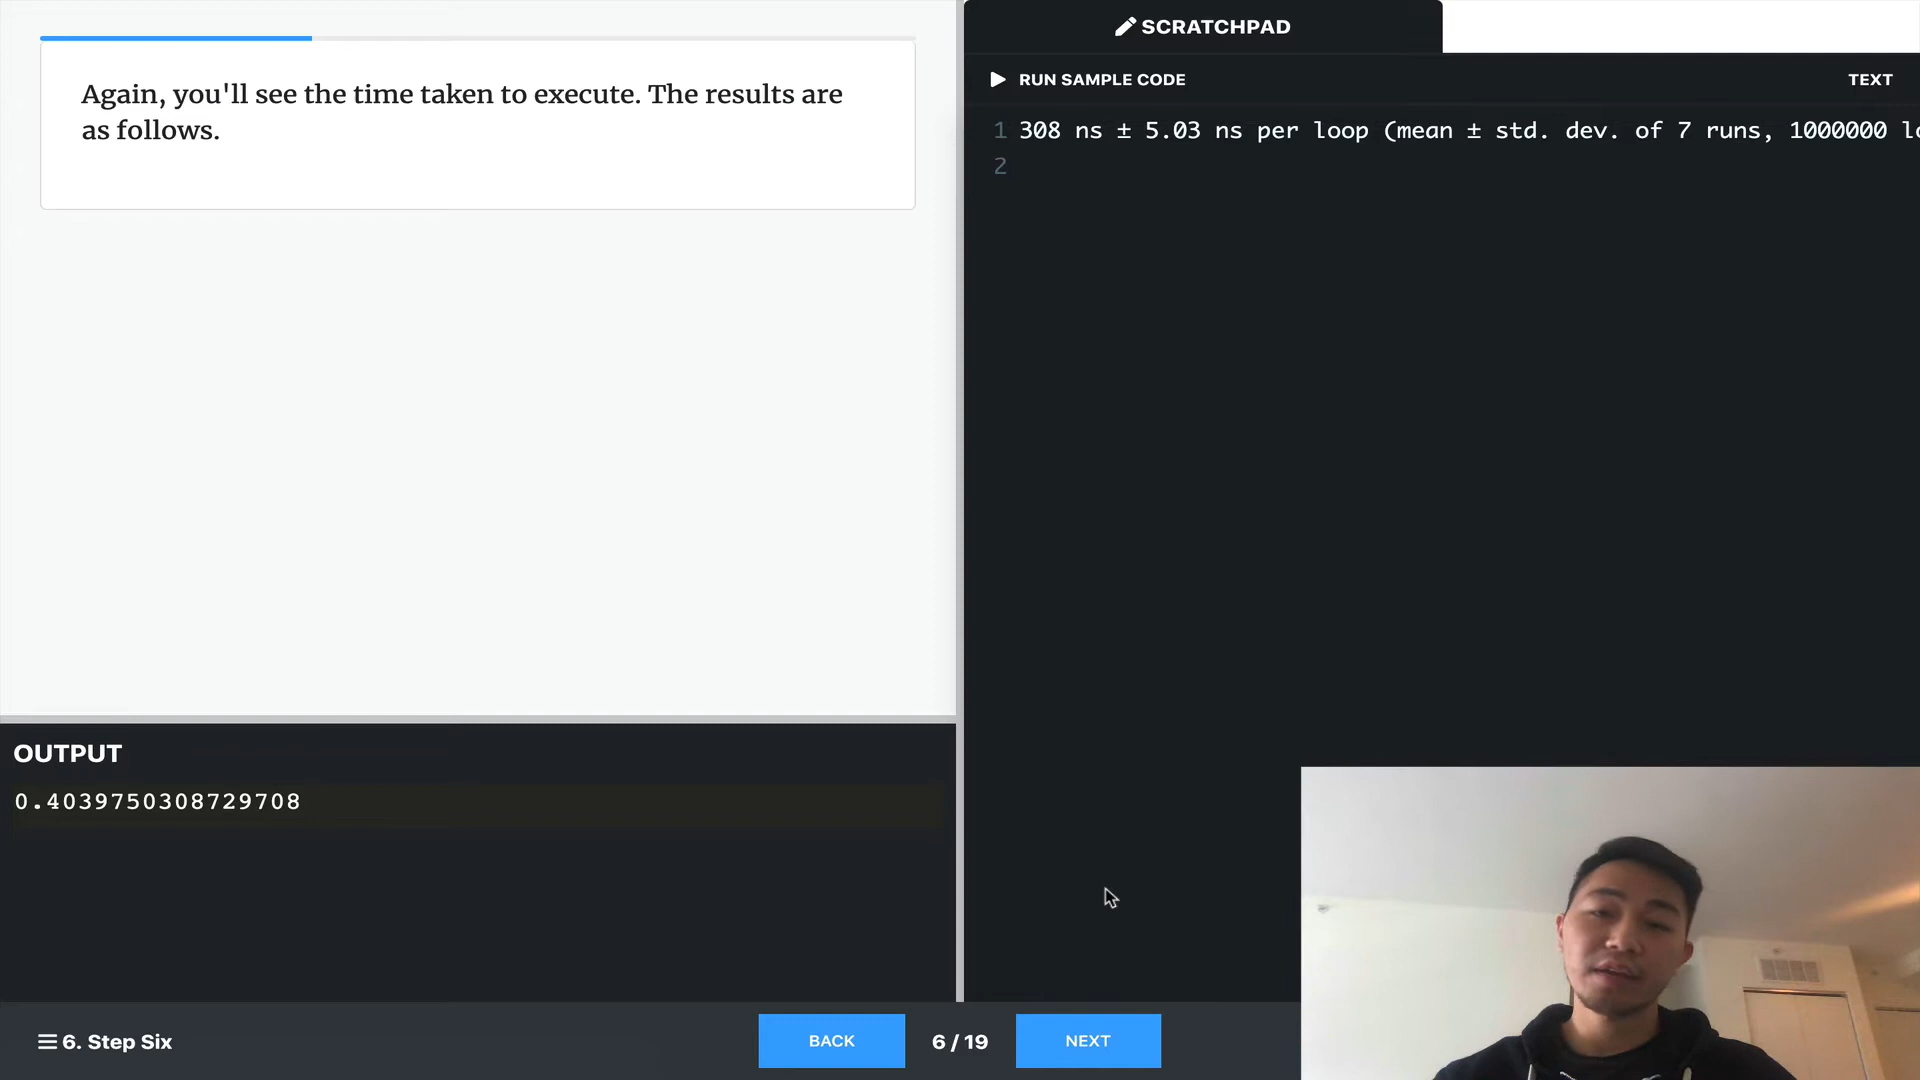 Again, you'll see the time taken to execute. The results are
as follows.
SCRATCHPAD
RUN SAMPLE CODE
TEXT
1 308 ns ± 5.03 ns per loop (mean ± std. dev. of 7 runs, 1000000 lo
2
OUTPUT
0.4039750308729708
6. Step Six
BACK
6 / 19
NEXT